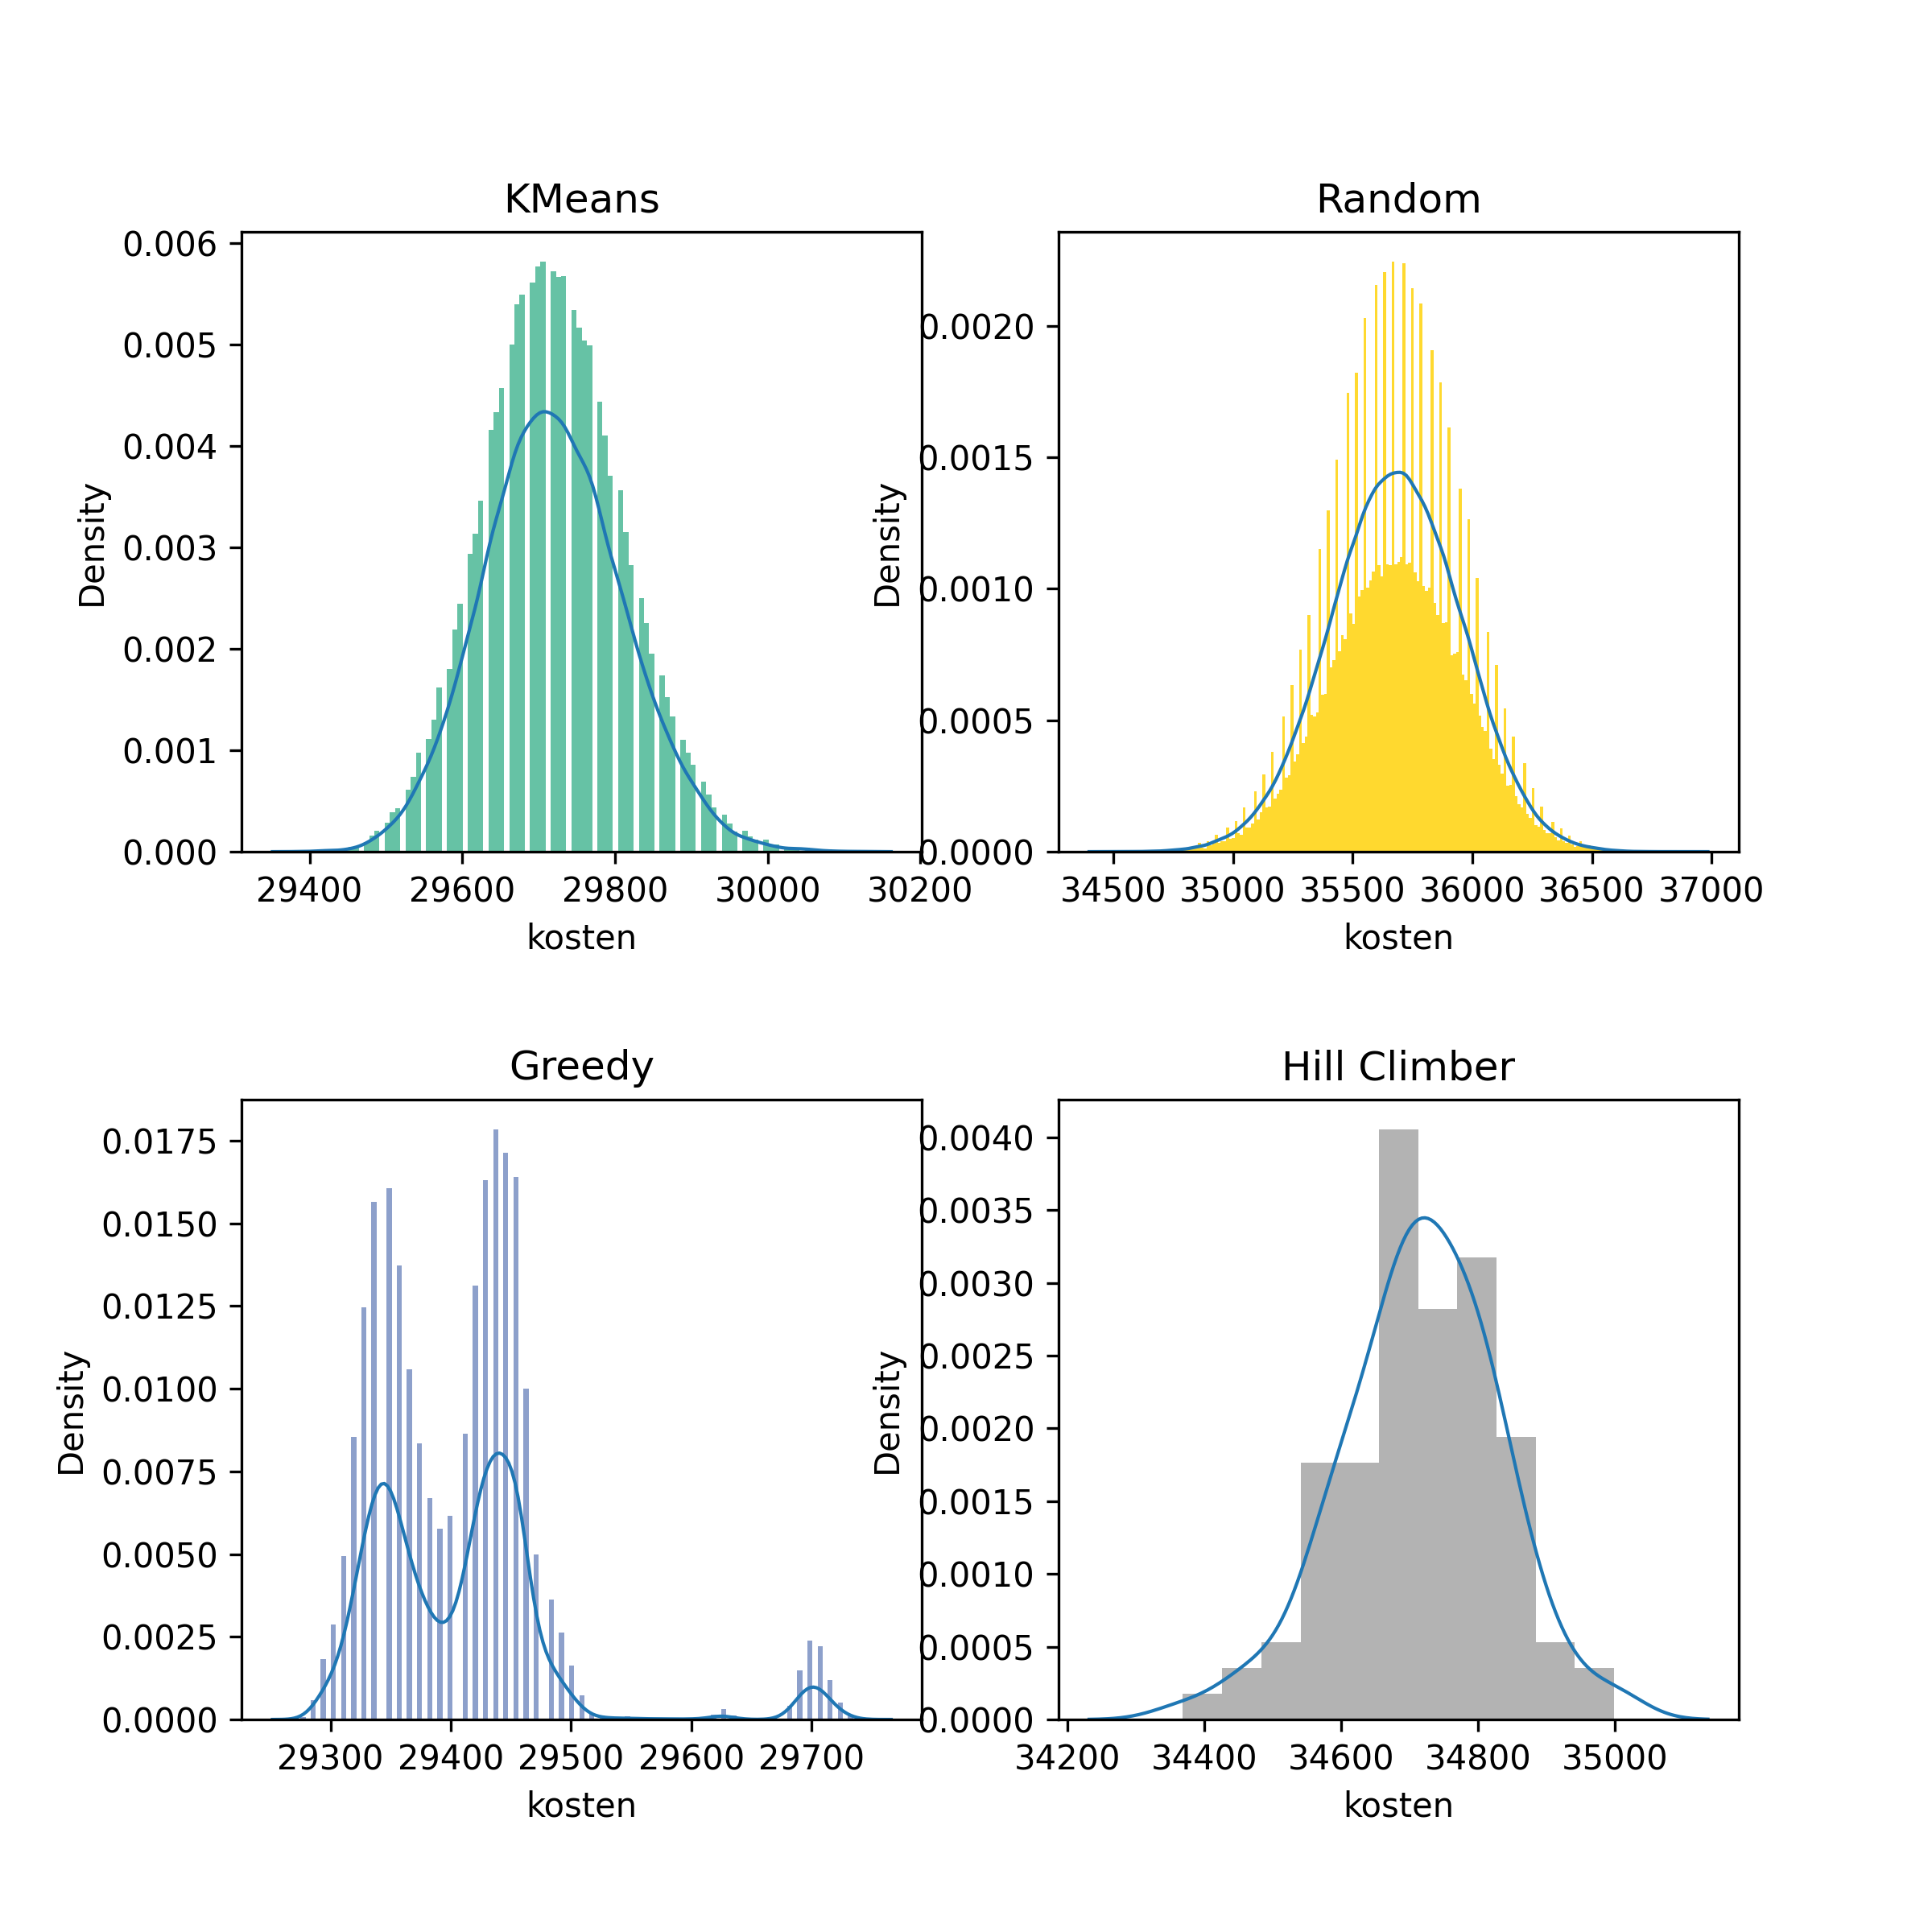 KMeans
0.006
0.005
0.004
0.003
0.002
0.001
0.000
Density
29400 29600 29800 30000 30200
kosten
Random
0.0020
0.0015
0.0010
0.0005
0.0000
Density
34500 35000 35500 36000 36500 37000
kosten
Greedy
0.0175
0.0150
0.0125
0.0100
0.0075
0.0050
0.0025
0.0000
Density
29300 29400 29500 29600 29700
kosten
Hill Climber
0.0040
0.0035
0.0030
0.0025
0.0020
0.0015
0.0010
0.0005
0.0000
Density
34200 34400 34600 34800 35000
kosten